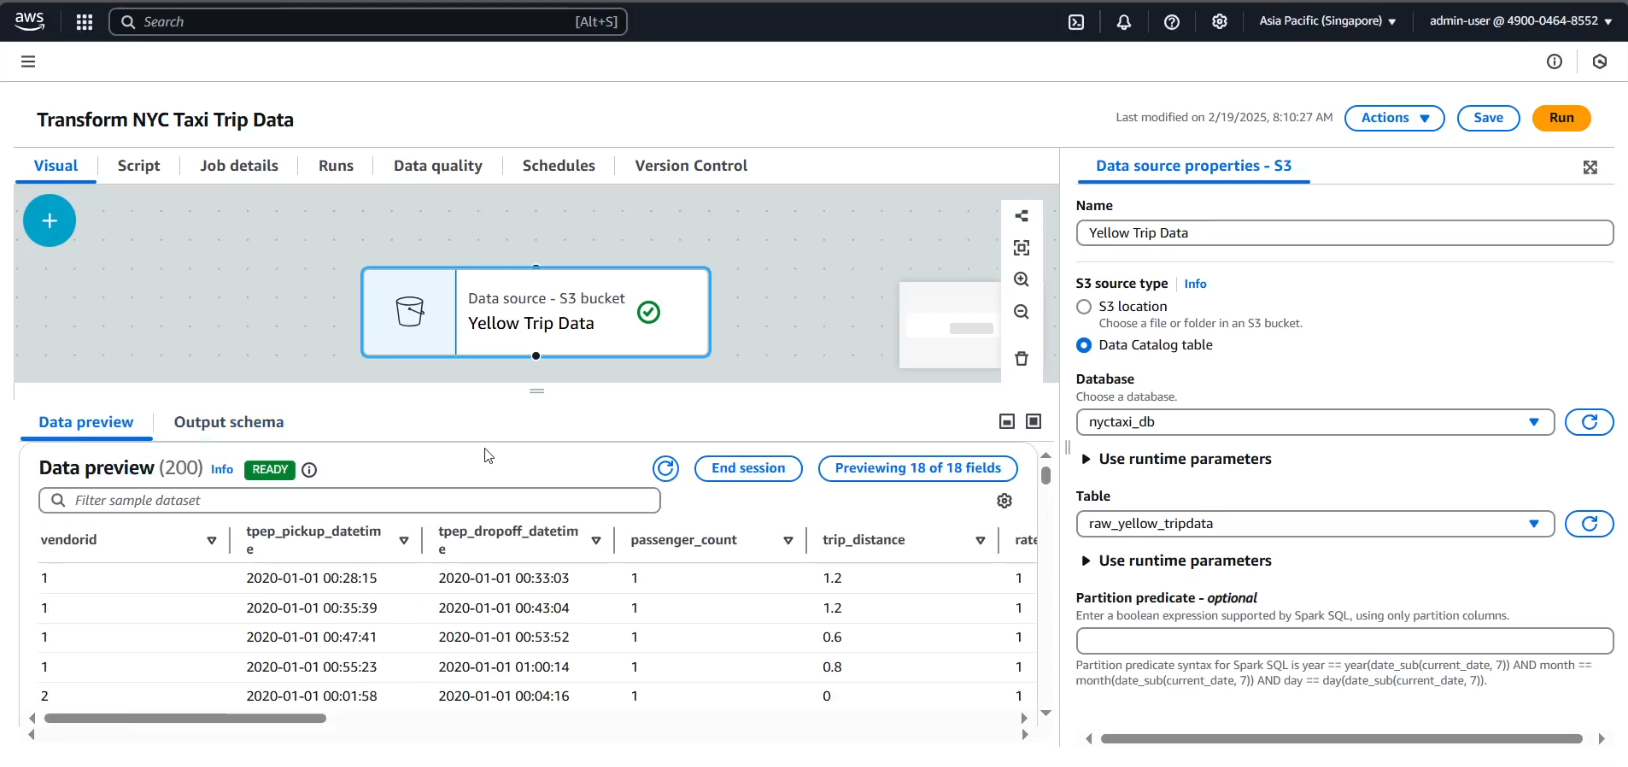 aws
Search [Alt+S]
Asia Pacific (Singapore)
admin-user @ 4900-0464-8552
Transform NYC Taxi Trip Data
Last modified on 2/19/2025, 8:10:27 AM
Actions
Save
Run
Visual
Script
Job details
Runs
Data quality
Schedules
Version Control
Data source - S3 bucket
Yellow Trip Data
Data preview
Output schema
Data preview (200) Info READY
End session
Previewing 18 of 18 fields
Filter sample dataset
vendorid
tpep_pickup_datetim
e
tpep_dropoff_datetim
e
passenger_count
trip_distance
rate
1 2020-01-01 00:28:15 2020-01-01 00:33:03 1 1.2 1
1 2020-01-01 00:35:39 2020-01-01 00:43:04 1 1.2 1
1 2020-01-01 00:47:41 2020-01-01 00:53:52 1 0.6 1
1 2020-01-01 00:55:23 2020-01-01 01:00:14 1 0.8 1
2 2020-01-01 00:01:58 2020-01-01 00:04:16 1 0 1
Data source properties - S3
Name
Yellow Trip Data
S3 source type Info
S3 location
Choose a file or folder in an S3 bucket.
Data Catalog table
Database
Choose a database.
nyctaxi_db
Use runtime parameters
Table
raw_yellow_tripdata
Use runtime parameters
Partition predicate - optional
Enter a boolean expression supported by Spark SQL, using only partition columns.
Partition predicate syntax for Spark SQL is year == year(date_sub(current_date, 7)) AND month ==
month(date_sub(current_date, 7)) AND day == day(date_sub(current_date, 7)).